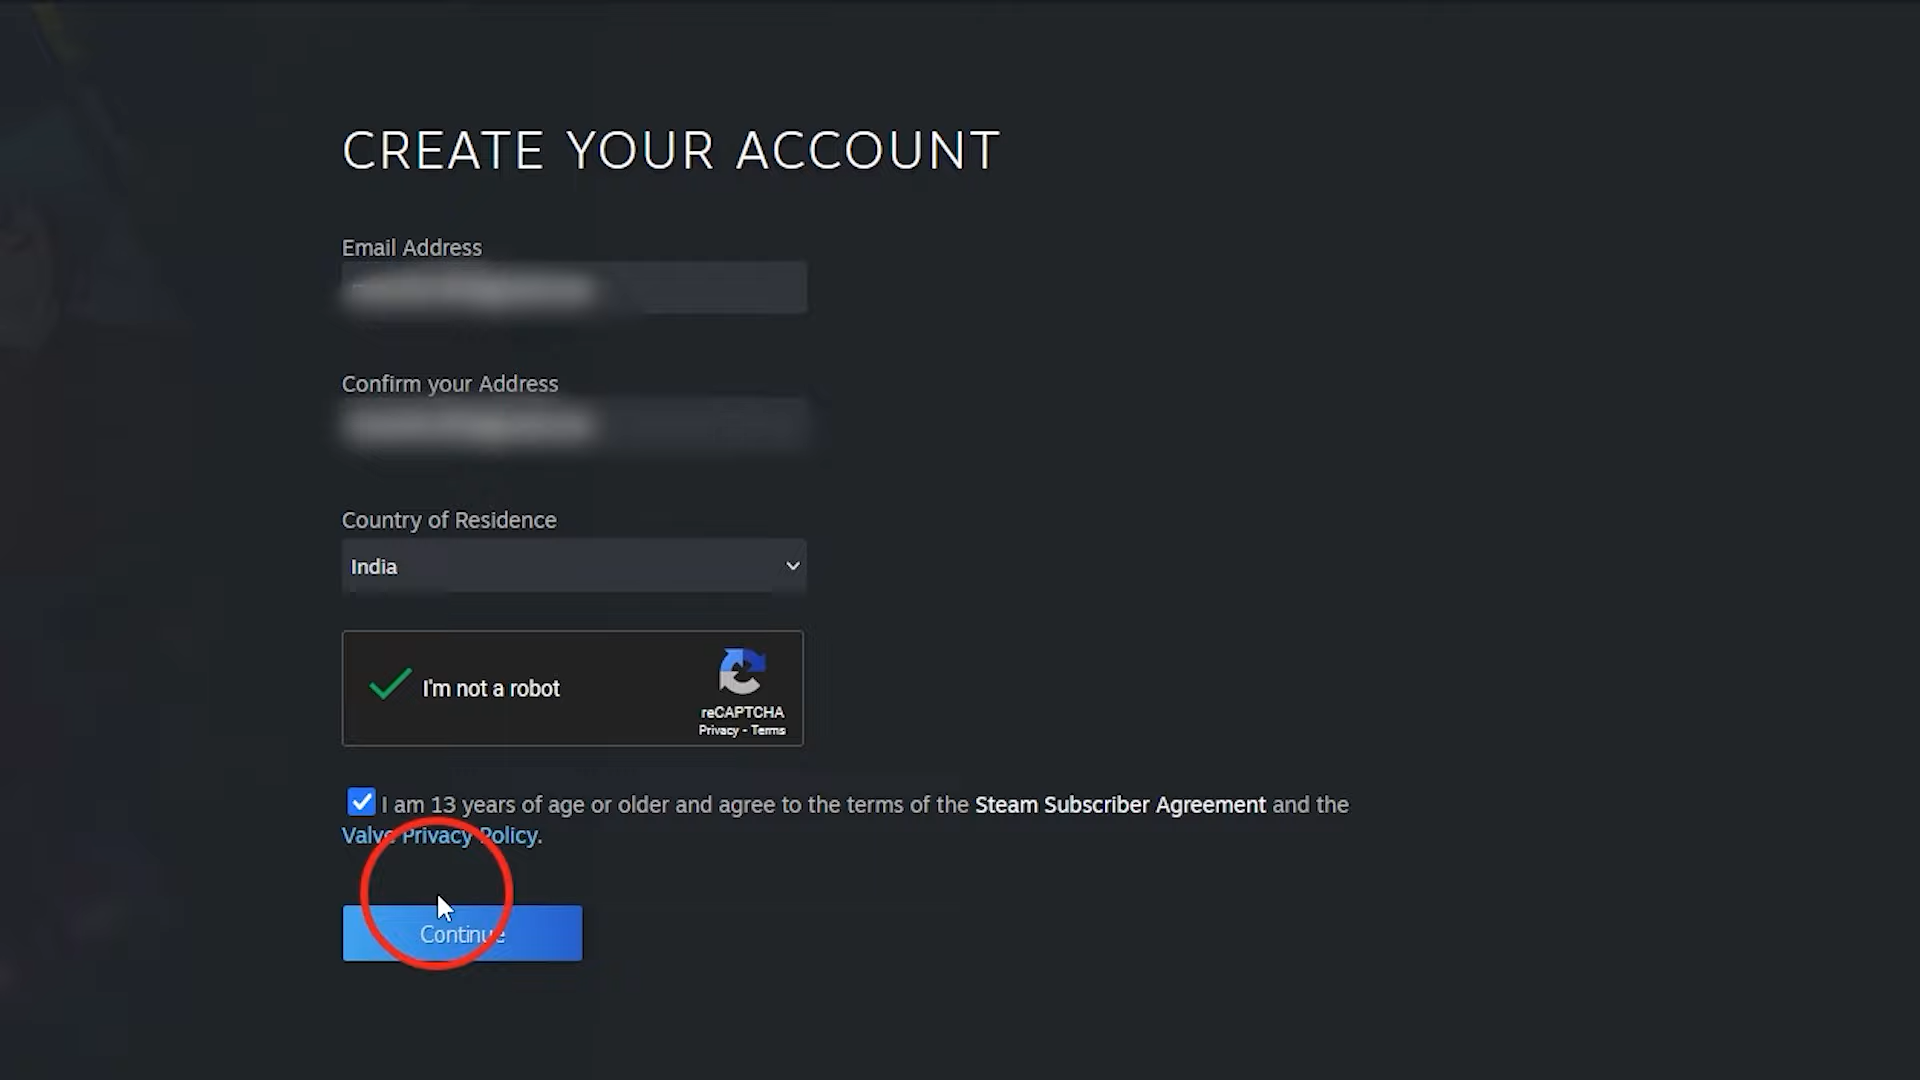 CREATE YOUR ACCOUNT
Email Address
Confirm your Address
Country of Residence
India
I'm not a robot
reCAPTCHA
Privacy - Terms
I am 13 years of age or older and agree to the terms of the Steam Subscriber Agreement and the
Valve Privacy Policy.
Continue